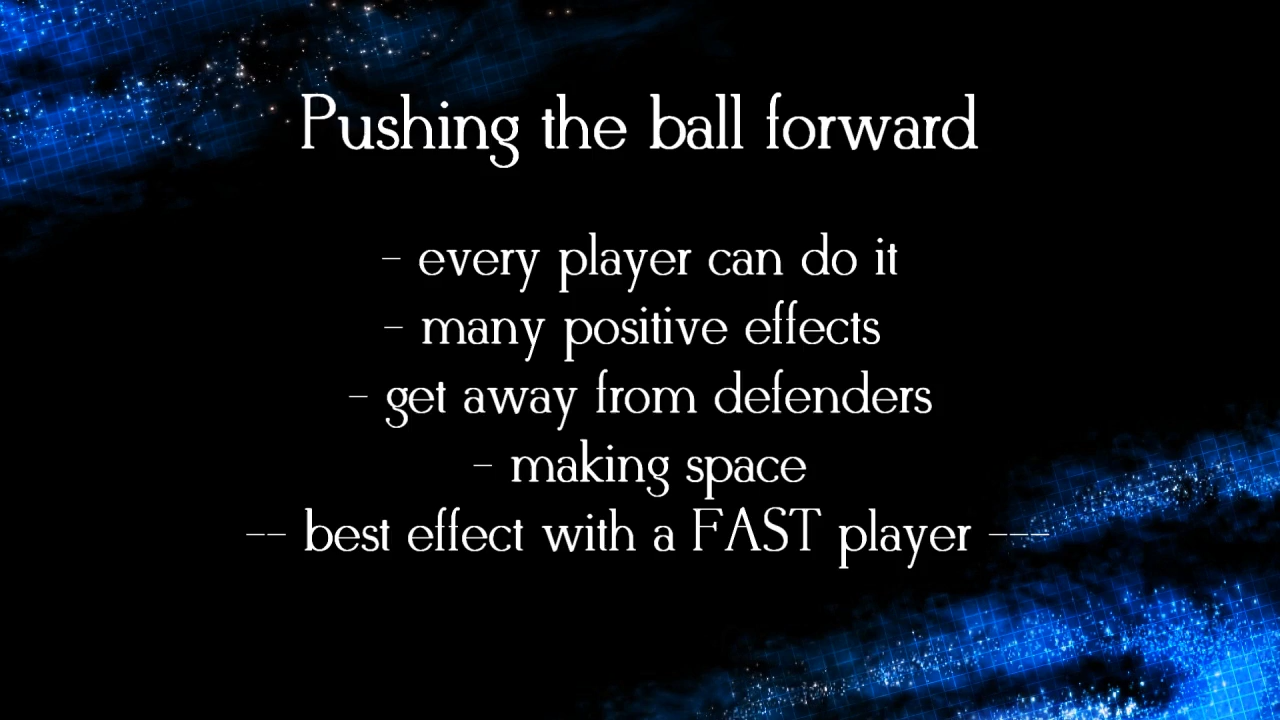 Pushing the ball forward
- every player can do it
- many positive effects
- get away from defenders
- making space
-- best effect with a FAST player ---